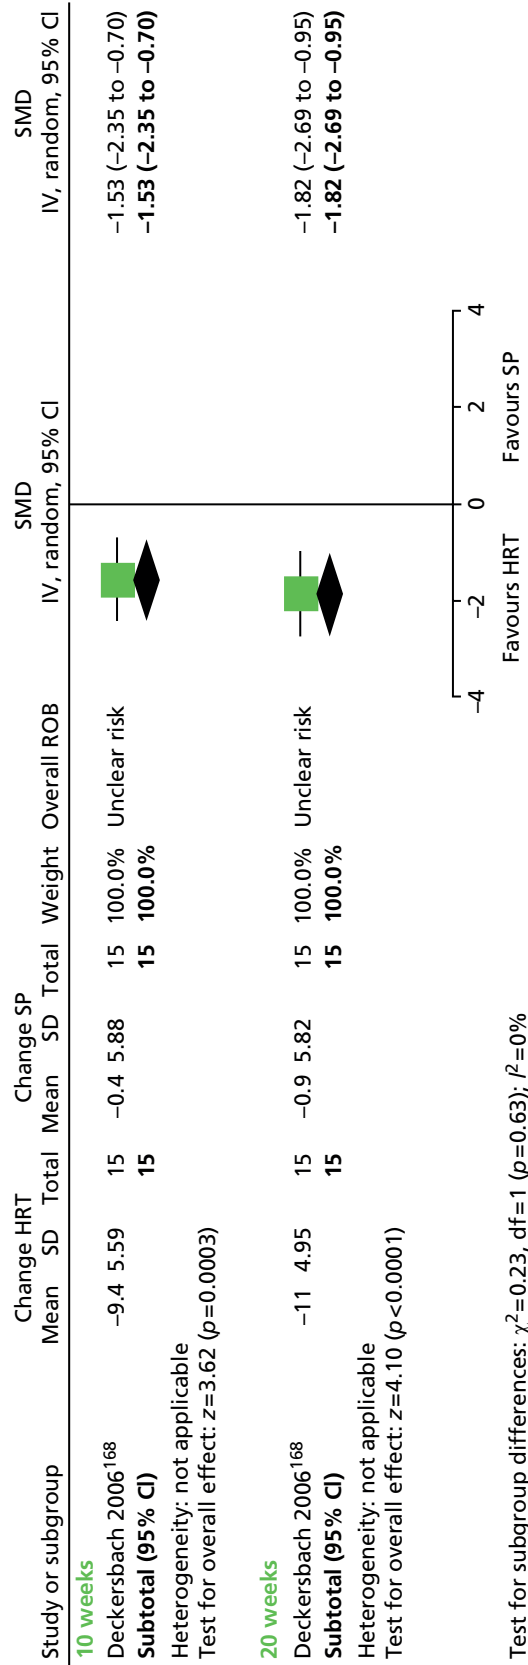 Change HRT Change SP SMD SMD
Study or subgroup Mean SD Total Mean SD Total Weight Overall ROB IV, random, 95% CI IV, random, 95% CI
10 weeks
Deckersbach 2006168 −9.4 5.59 15 −0.4 5.88 15 100.0% Unclear risk −1.53 (−2.35 to −0.70)
Subtotal (95% CI) 15 15 100.0% −1.53 (−2.35 to −0.70)
Heterogeneity: not applicable
Test for overall effect: z=3.62 (p=0.0003)
20 weeks
Deckersbach 2006168 −11 4.95 15 −0.9 5.82 15 100.0% Unclear risk −1.82 (−2.69 to −0.95)
Subtotal (95% CI) 15 15 100.0% −1.82 (−2.69 to −0.95)
Heterogeneity: not applicable
Test for overall effect: z=4.10 (p<0.0001)
−4 −2 0 2 4
Favours HRT Favours SP
Test for subgroup differences: χ2=0.23, df=1 (p=0.63); I2=0%